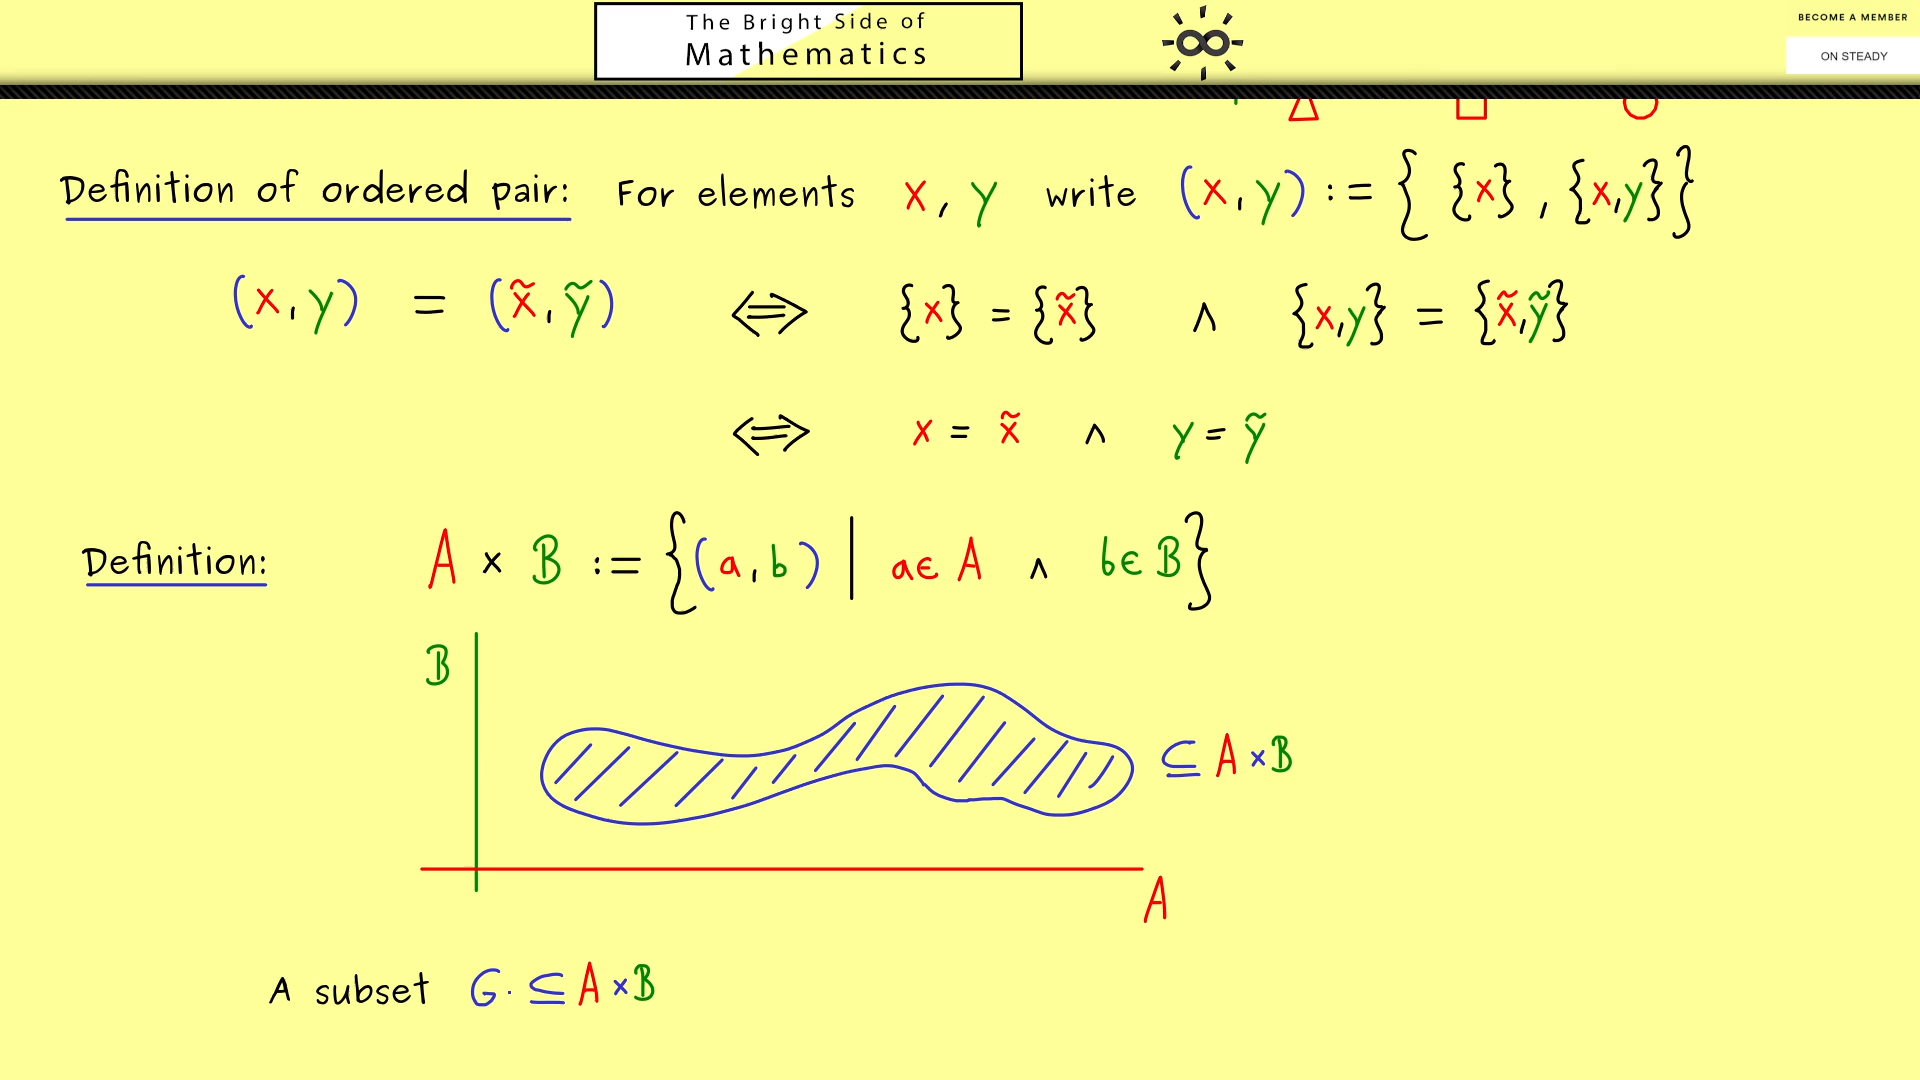 The Bright Side of
Mathematics
BECOME A MEMBER
ON STEADY
Definition of ordered pair: For elements x, y write (x, y) := { {x} , {x,y} }
(x, y) = (x̃, ỹ) ⟺ {x} = {x̃} ∧ {x,y} = {x̃,ỹ}
⟺ x = x̃ ∧ y = ỹ
Definition: A × B := { (a, b) | a ∈ A ∧ b ∈ B }
B
⊆ A × B
A
A subset G. ⊆ A × B